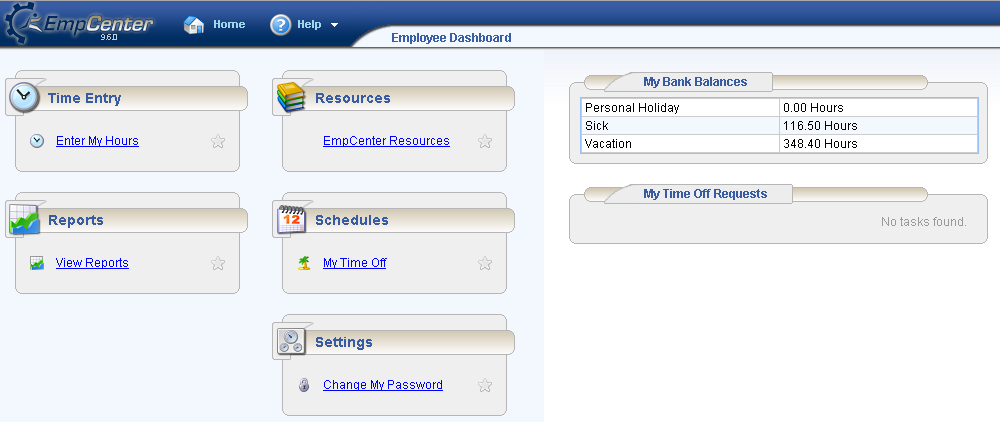 EmpCenter
9.6.0
Home
Help
Employee Dashboard
Time Entry
Enter My Hours
Resources
EmpCenter Resources
Reports
View Reports
12
Schedules
My Time Off
Settings
Change My Password
My Bank Balances
Personal Holiday 0.00 Hours
Sick 116.50 Hours
Vacation 348.40 Hours
My Time Off Requests
No tasks found.